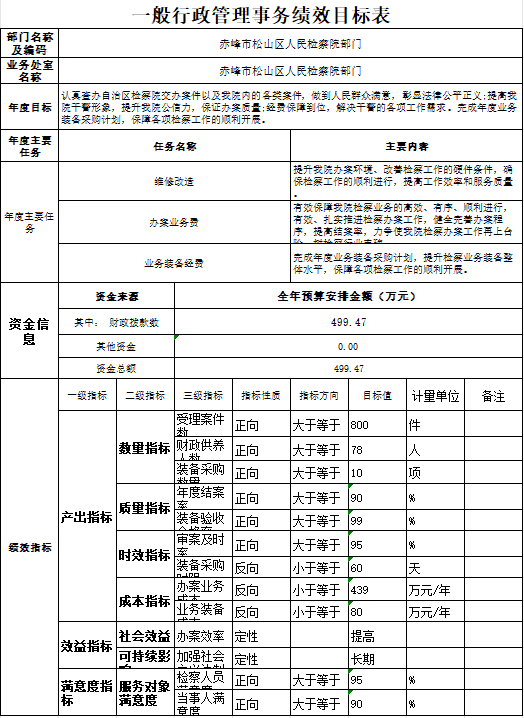 一般行政管理事务绩效目标表
部门名称及编码 赤峰市松山区人民检察院部门
业务处室名称 赤峰市松山区人民检察院部门
年度目标
认真查办自治区检察院交办案件以及我院内的各类案件，做到人民群众满意，彰显法律公平正义;提高我
院干警形象，提升我院公信力，保证办案质量;经费保障到位，解决干警的各项工作需求。完成年度业务
装备采购计划，保障各项检察工作的顺利开展。
年度主要任务 任务名称 主要内容
年度主要任务
维修改造
提升我院办案环境、改善检察工作的硬件条件，确
保检察工作的顺利进行，提高工作效率和服务质量。
办案业务费
有效保障我院检察业务的高效、有序、顺利进行，
有效、扎实推进检察办案工作，健全完善办案程
序，提高结案率，力争使我院检察办案工作再上台
业务装备经费
完成年度业务装备采购计划，提升检察业务装备整
体水平，保障各项检察工作的顺利开展。
资金信息
资金来源 全年预算安排金额（万元）
其中： 财政拨款数 499.47
其他资金 0.00
资金总额 499.47
绩效指标
一级指标 二级指标 三级指标 指标性质 指标方向 目标值 计量单位 备注
产出指标
数量指标
受理案件 正向 大于等于 800 件
财政供养 正向 大于等于 78 人
装备采购 正向 大于等于 10 项
质量指标
年度结案 正向 大于等于 90 %
装备验收 正向 大于等于 99 %
时效指标
审案及时率 正向 大于等于 95 %
装备采购 反向 小于等于 60 天
成本指标
办案业务 反向 小于等于 439 万元/年
业务装备 反向 小于等于 80 万元/年
效益指标
社会效益 办案效率 定性 提高
可持续影 加强社会 定性 长期
满意度指标
服务对象满意度
检察人员 正向 大于等于 95 %
当事人满意度 正向 大于等于 90 %